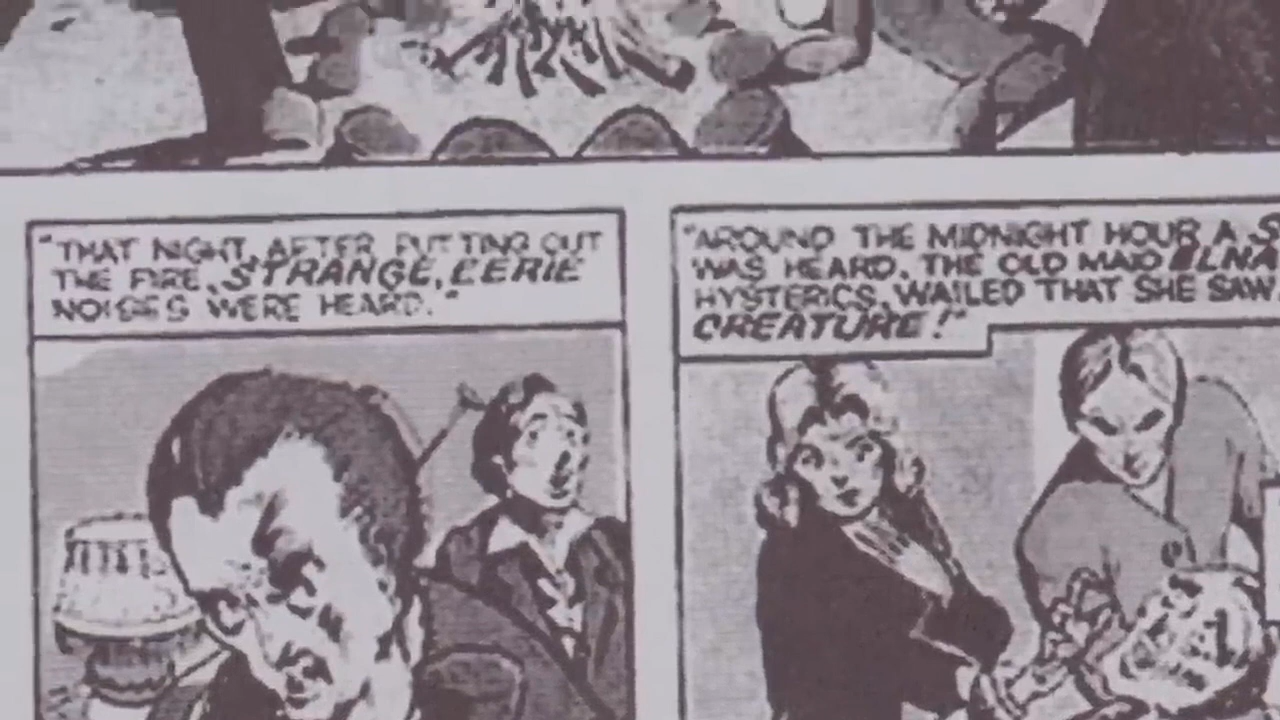 "THAT NIGHT, AFTER PUTTING OUT
THE FIRE, STRANGE, EERIE
NOISES WERE HEARD."
"AROUND THE MIDNIGHT HOUR A
WAS HEARD. THE OLD MAID
HYSTERICS, WAILED THAT SHE SAW
CREATURE!"